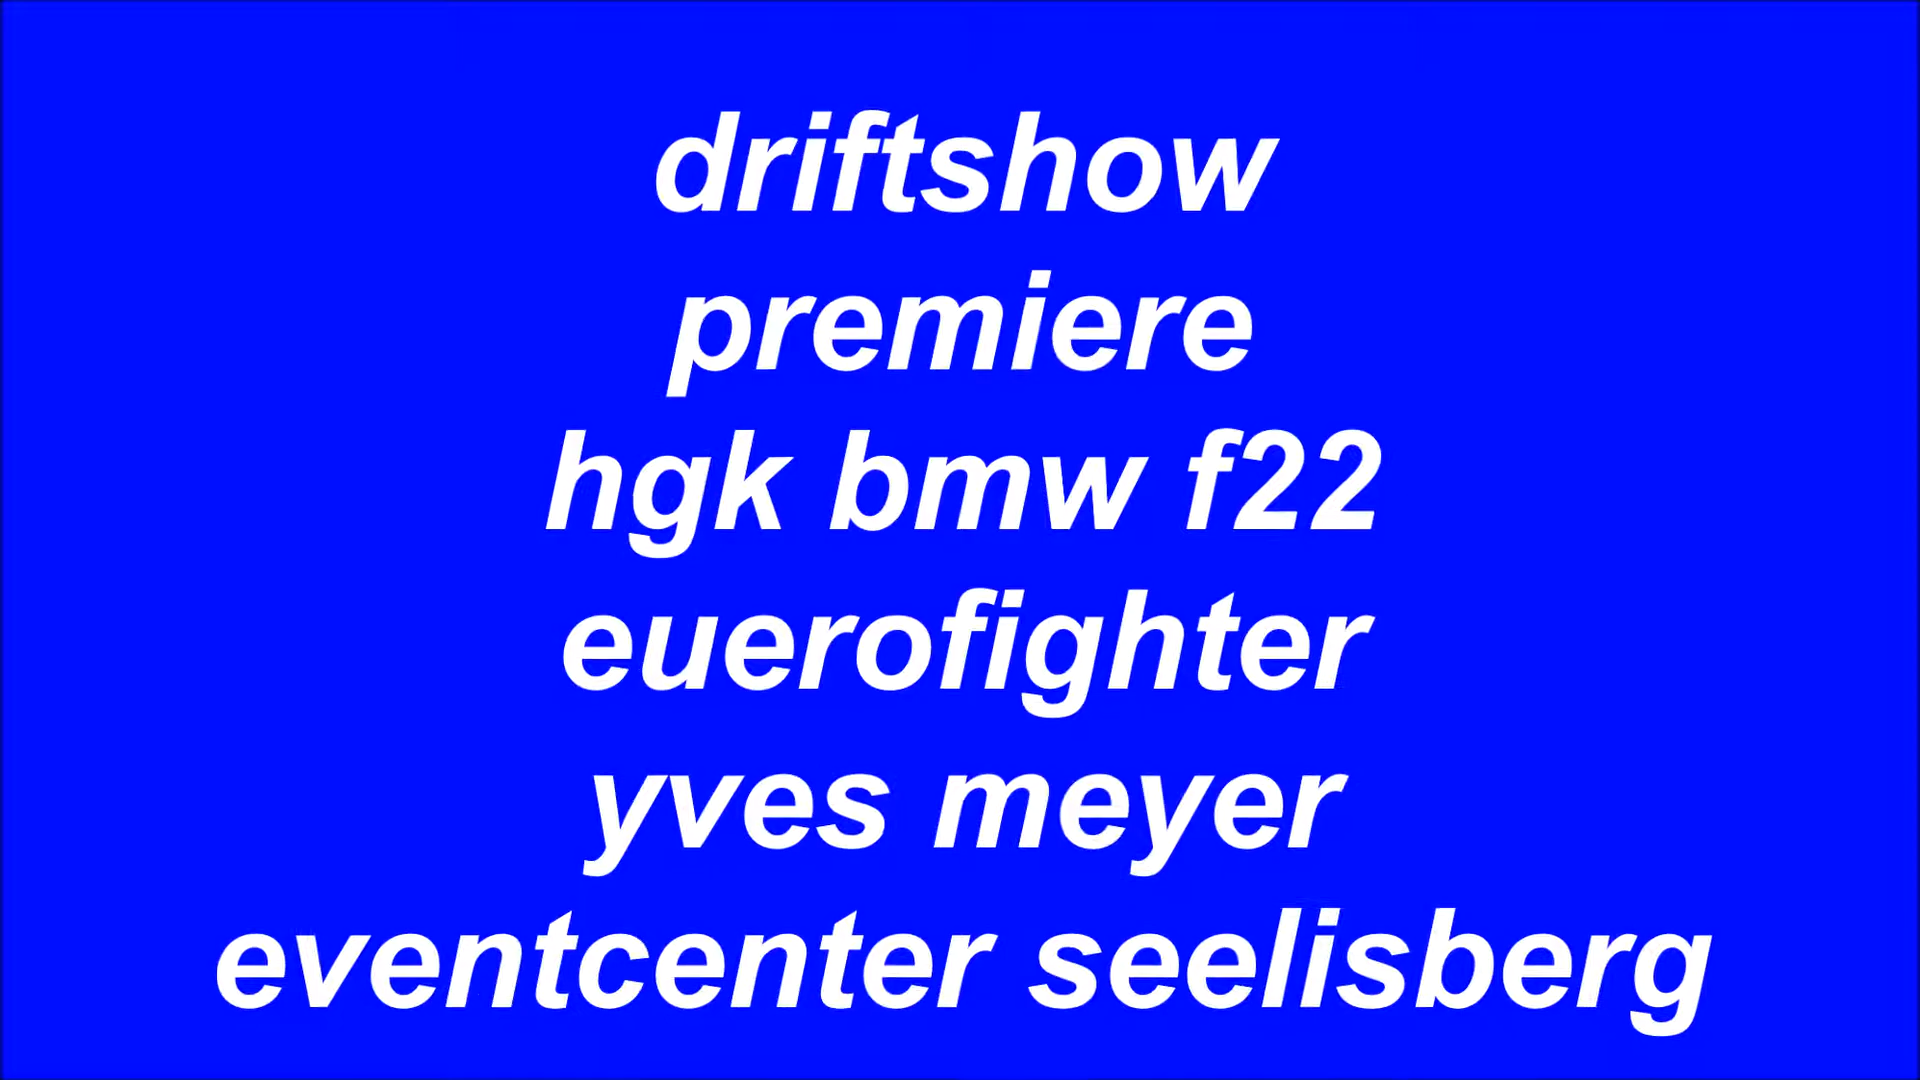 driftshow
premiere
hgk bmw f22
euerofighter
yves meyer
eventcenter seelisberg